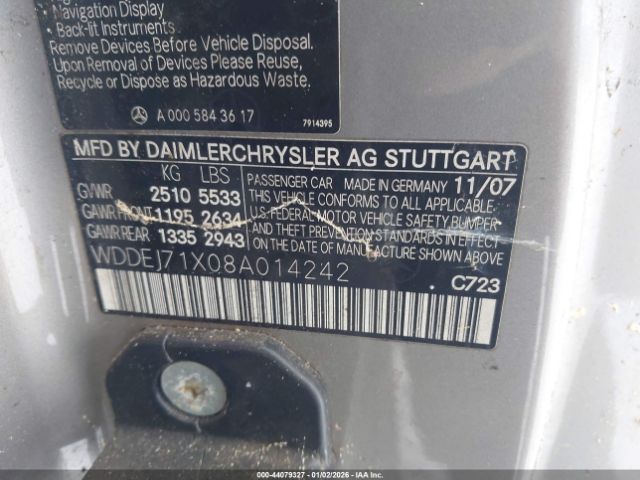 Navigation Display
Back-lit Instruments
Remove Devices Before Vehicle Disposal.
Upon Removal of Devices Please Reuse,
Recycle or Dispose as Hazardous Waste.
A 000 584 36 17
7914395
MFD BY DAIMLERCHRYSLER AG STUTTGART
KG LBS
GVWR 2510 5533
GAWR FRONT 1195 2634
GAWR REAR 1335 2943
PASSENGER CAR MADE IN GERMANY 11/07
THIS VEHICLE CONFORMS TO ALL APPLICABLE
U.S. FEDERAL MOTOR VEHICLE SAFETY BUMPER
AND THEFT PREVENTION STANDARDS IN EFFECT
ON THE DATE OF MANUFACTURE SHOWN ABOVE
WDDEJ71X08A014242
C723
000-44079327 - 01/02/2026 - Copyright © IAA Holdings, LLC